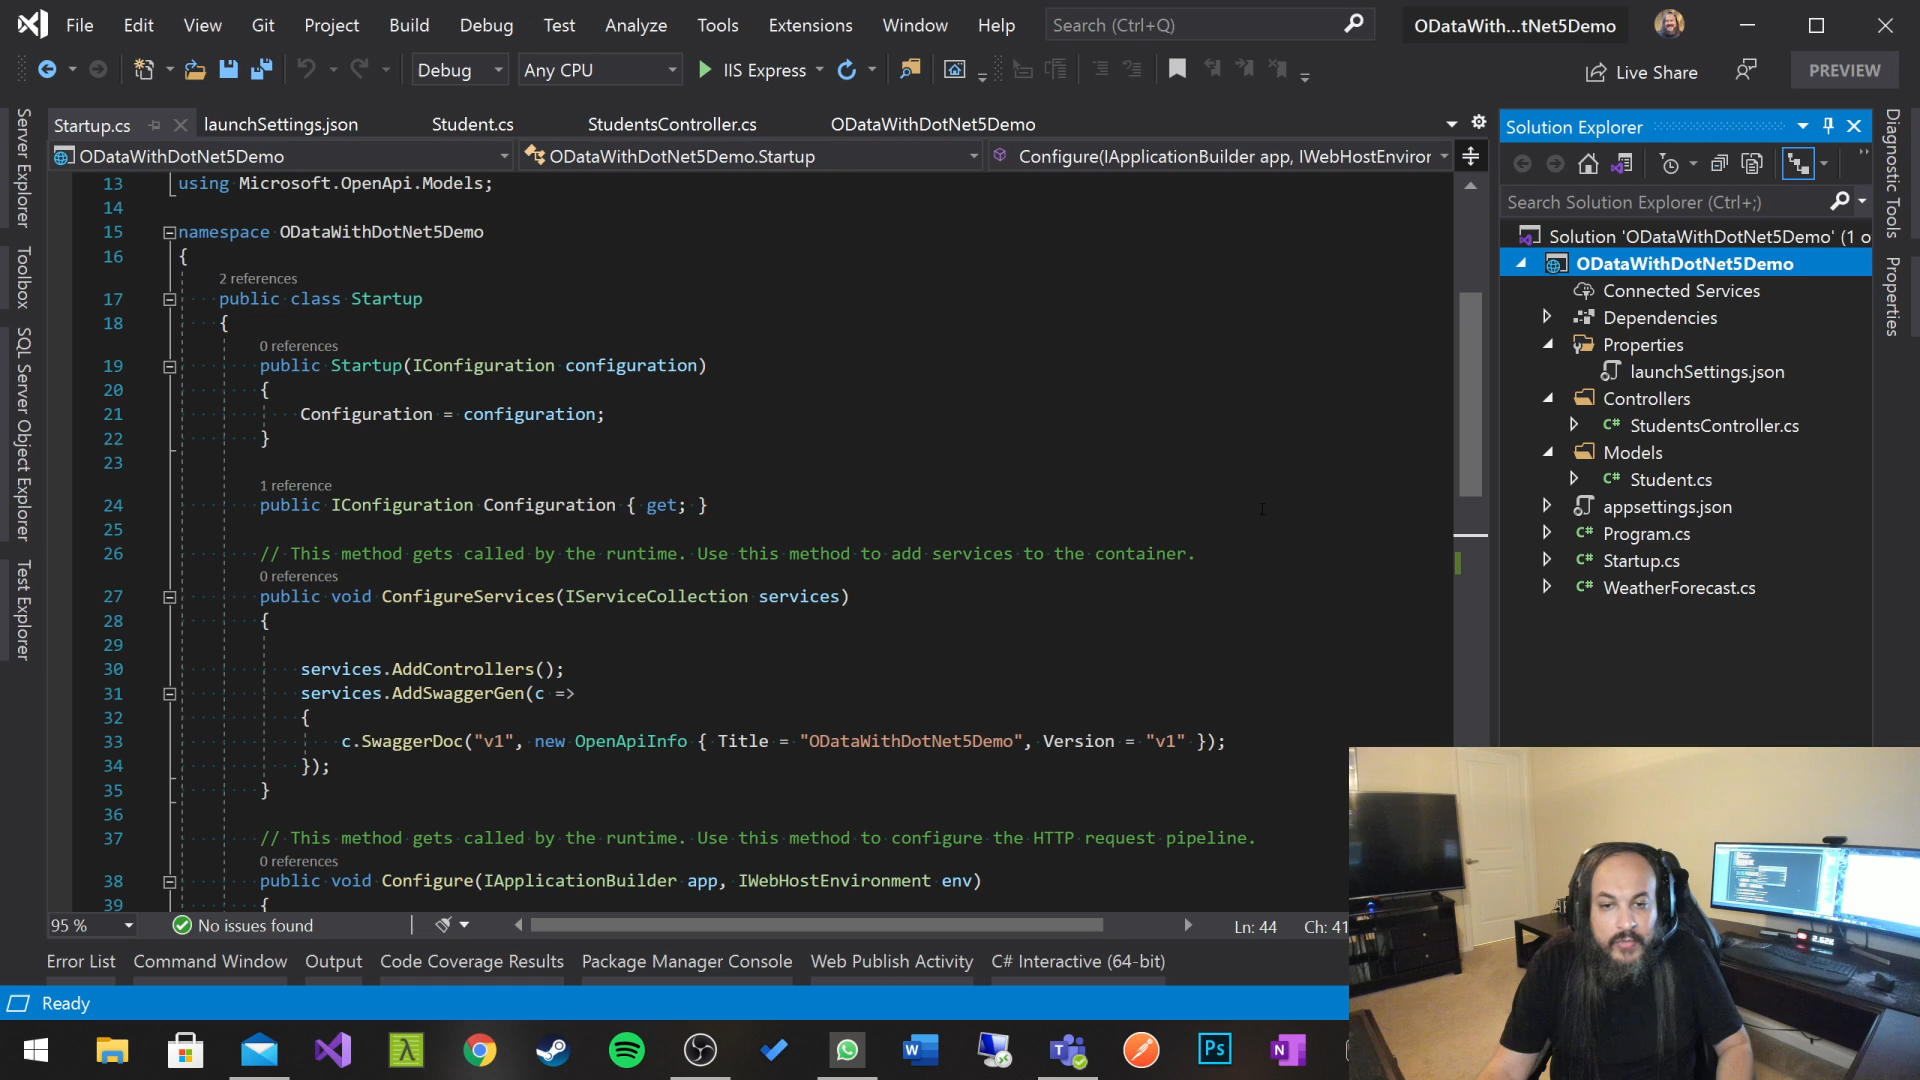 File Edit View Git Project Build Debug Test Analyze Tools Extensions Window Help Search (Ctrl+Q) ODataWith...tNet5Demo
Debug Any CPU IIS Express Live Share PREVIEW
Startup.cs launchSettings.json Student.cs StudentsController.cs ODataWithDotNet5Demo
ODataWithDotNet5Demo ODataWithDotNet5Demo.Startup Configure(IApplicationBuilder app, IWebHostEnviror
Server Explorer
Toolbox
SQL Server Object Explorer
Test Explorer
13 using Microsoft.OpenApi.Models;
14
15 namespace ODataWithDotNet5Demo
16 {
2 references
17 public class Startup
18 {
0 references
19 public Startup(IConfiguration configuration)
20 {
21 Configuration = configuration;
22 }
23
1 reference
24 public IConfiguration Configuration { get; }
25
26 // This method gets called by the runtime. Use this method to add services to the container.
0 references
27 public void ConfigureServices(IServiceCollection services)
28 {
29
30 services.AddControllers();
31 services.AddSwaggerGen(c =>
32 {
33 c.SwaggerDoc("v1", new OpenApiInfo { Title = "ODataWithDotNet5Demo", Version = "v1" });
34 });
35 }
36
37 // This method gets called by the runtime. Use this method to configure the HTTP request pipeline.
0 references
38 public void Configure(IApplicationBuilder app, IWebHostEnvironment env)
39 {
95 % No issues found Ln: 44 Ch: 41
Error List Command Window Output Code Coverage Results Package Manager Console Web Publish Activity C# Interactive (64-bit)
Ready
Solution Explorer
Search Solution Explorer (Ctrl+;)
Solution 'ODataWithDotNet5Demo' (1 o
ODataWithDotNet5Demo
Connected Services
Dependencies
Properties
launchSettings.json
Controllers
C# StudentsController.cs
Models
C# Student.cs
appsettings.json
C# Program.cs
C# Startup.cs
C# WeatherForecast.cs
Diagnostic Tools
Properties
W T Ps N